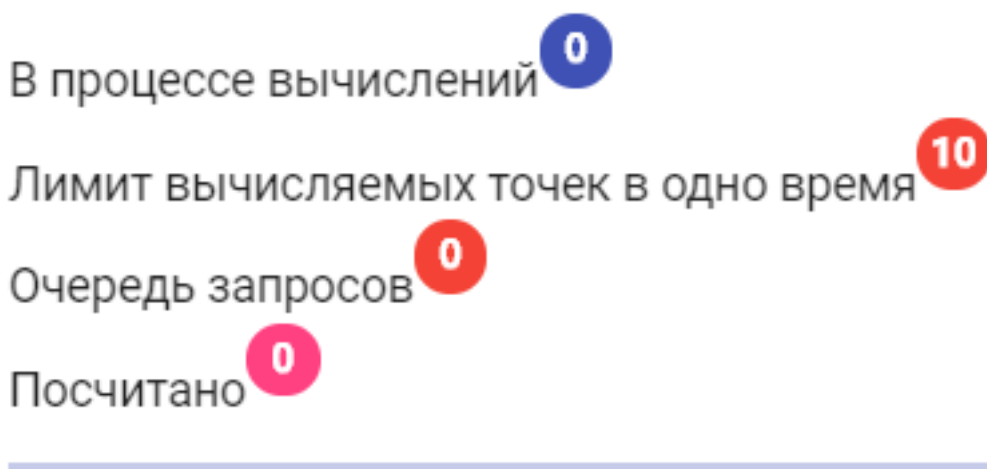 В процессе вычислений 0
Лимит вычисляемых точек в одно время 10
Очередь запросов 0
Посчитано 0